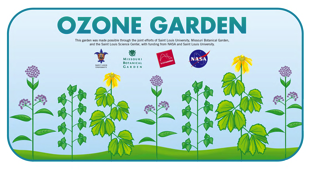 OZONE GARDEN
This garden was made possible through the joint efforts of Saint Louis University, Missouri Botanical Garden,
and the Saint Louis Science Center, with funding from NASA and Saint Louis University.
MISSOURI
BOTANICAL
GARDEN
NASA